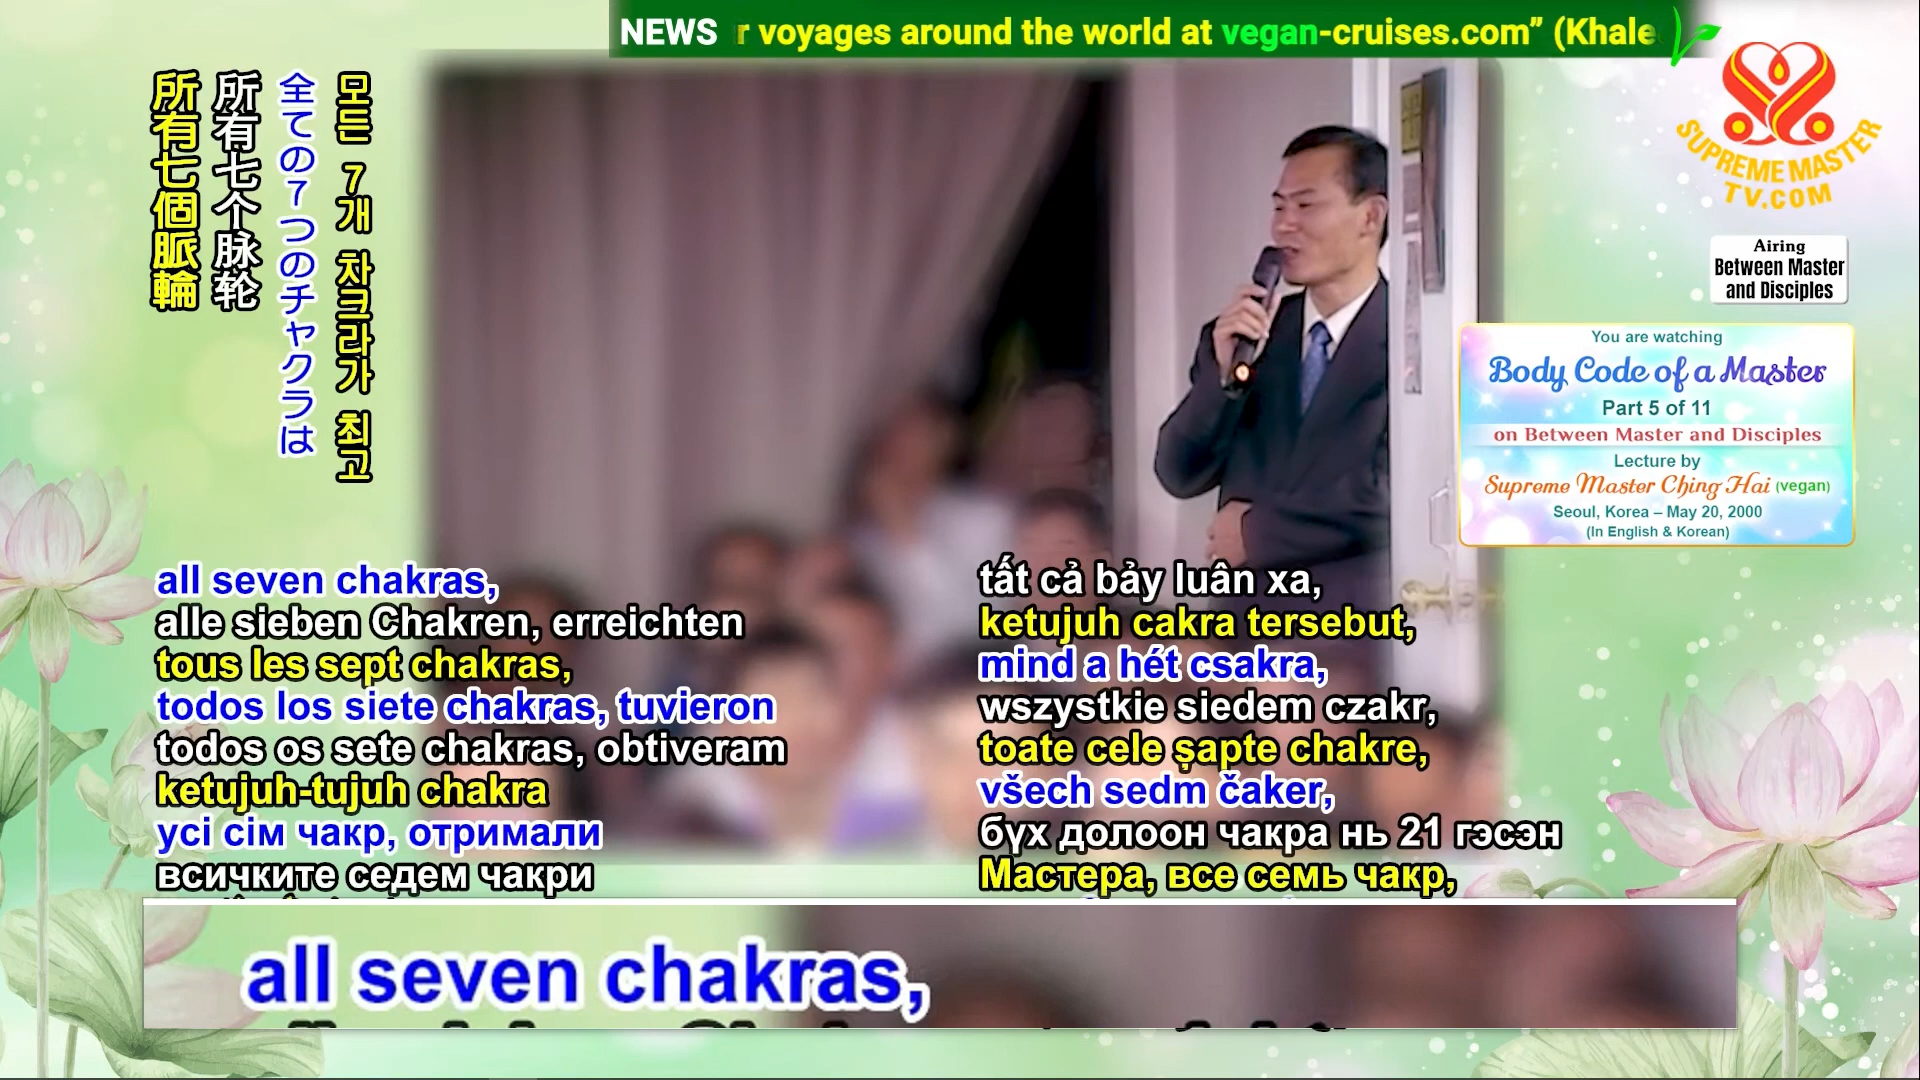 NEWS r voyages around the world at vegan-cruises.com” (Khale
SUPREME MASTER
TV.COM
Airing
Between Master
and Disciples
You are watching
Body Code of a Master
Part 5 of 11
on Between Master and Disciples
Lecture by
Supreme Master Ching Hai (vegan)
Seoul, Korea – May 20, 2000
(In English & Korean)
모든 7개 차크라가 최고
全ての7つのチャクラは
所有七个脉轮
所有七個脈輪
all seven chakras,
alle sieben Chakren, erreichten
tous les sept chakras,
todos los siete chakras, tuvieron
todos os sete chakras, obtiveram
ketujuh-tujuh chakra
усі сім чакр, отримали
всичките седем чакри
tất cả bảy luân xa,
ketujuh cakra tersebut,
mind a hét csakra,
wszystkie siedem czakr,
toate cele șapte chakre,
všech sedm čaker,
бүх долоон чакра нь 21 гэсэн
Мастера, все семь чакр,
all seven chakras,